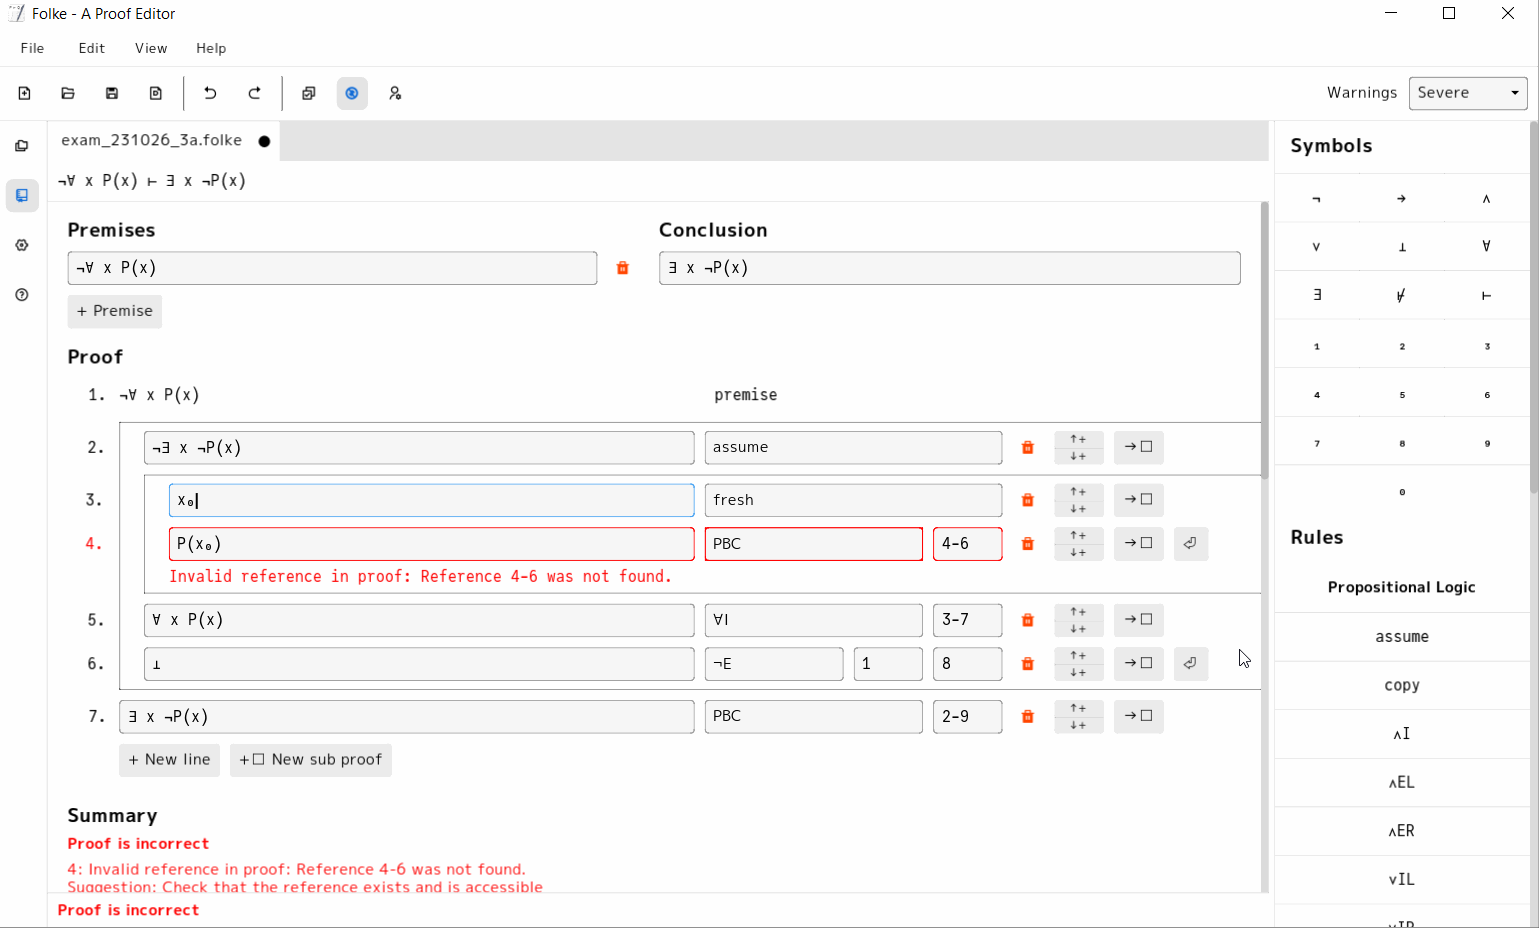 Folke - A Proof Editor
File Edit View Help
Warnings Severe
exam_231026_3a.folke ●
¬∀ x P(x) ⊢ ∃ x ¬P(x)
Premises
¬∀ x P(x)
+ Premise
Conclusion
∃ x ¬P(x)
Proof
1. ¬∀ x P(x) premise
2. ¬∃ x ¬P(x) assume
3. x₀ fresh
4. P(x₀) PBC 4-6
Invalid reference in proof: Reference 4-6 was not found.
5. ∀ x P(x) ∀I 3-7
6. ⊥ ¬E 1 8
7. ∃ x ¬P(x) PBC 2-9
+ New line +☐ New sub proof
Summary
Proof is incorrect
4: Invalid reference in proof: Reference 4-6 was not found.
Suggestion: Check that the reference exists and is accessible
Proof is incorrect
Symbols
¬ → ∧
∨ ⊥ ∀
∃ ⊬ ⊢
₁ ₂ ₃
₄ ₅ ₆
₇ ₈ ₉
₀
Rules
Propositional Logic
assume
copy
∧I
∧EL
∧ER
∨IL
∨IR